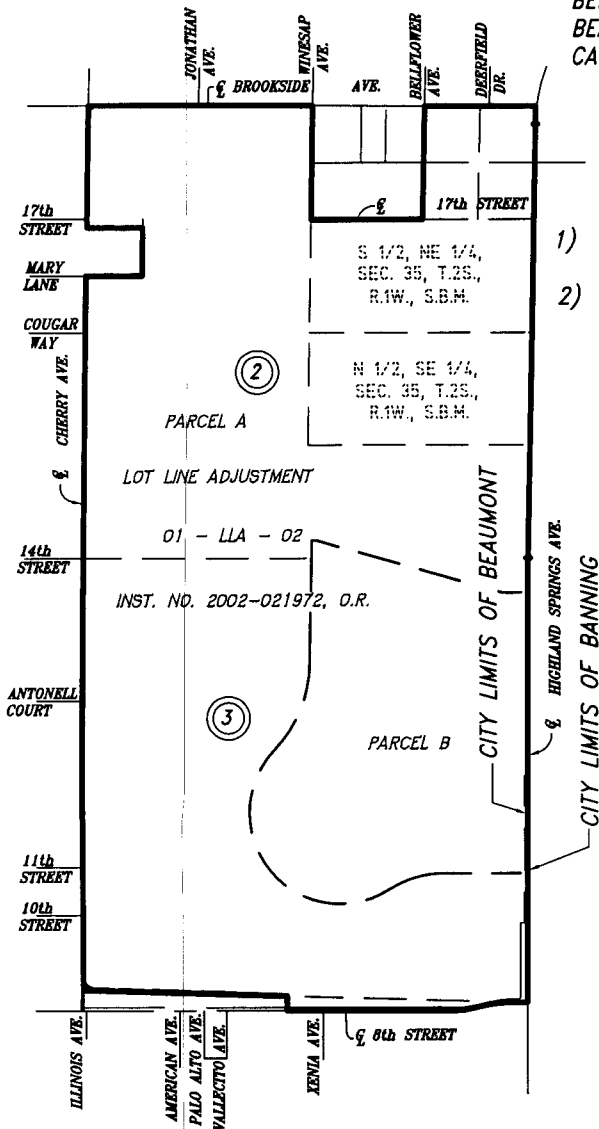 BEA
CA
JONATHAN
AVE.
WINESAP
AVE.
BELLFLOWER
AVE.
DEERFIELD
DR.
℄ BROOKSIDE AVE.
17th
STREET
℄ 17th STREET
MARY
LANE
COUGAR
WAY
S 1/2, NE 1/4,
SEC. 35, T.2S.,
R.1W., S.B.M.
1)
2)
N 1/2, SE 1/4,
SEC. 35, T.2S.,
R.1W., S.B.M.
2
PARCEL A
℄ CHERRY AVE.
LOT LINE ADJUSTMENT
01 - LLA - 02
14th
STREET
INST. NO. 2002-021972, O.R.
CITY LIMITS OF BEAUMONT
℄ HIGHLAND SPRINGS AVE.
CITY LIMITS OF BANNING
ANTONELL
COURT
3
PARCEL B
11th
STREET
10th
STREET
ILLINOIS AVE.
AMERICAN AVE.
PALO ALTO AVE.
VALLECITO AVE.
XENIA AVE.
℄ 8th STREET